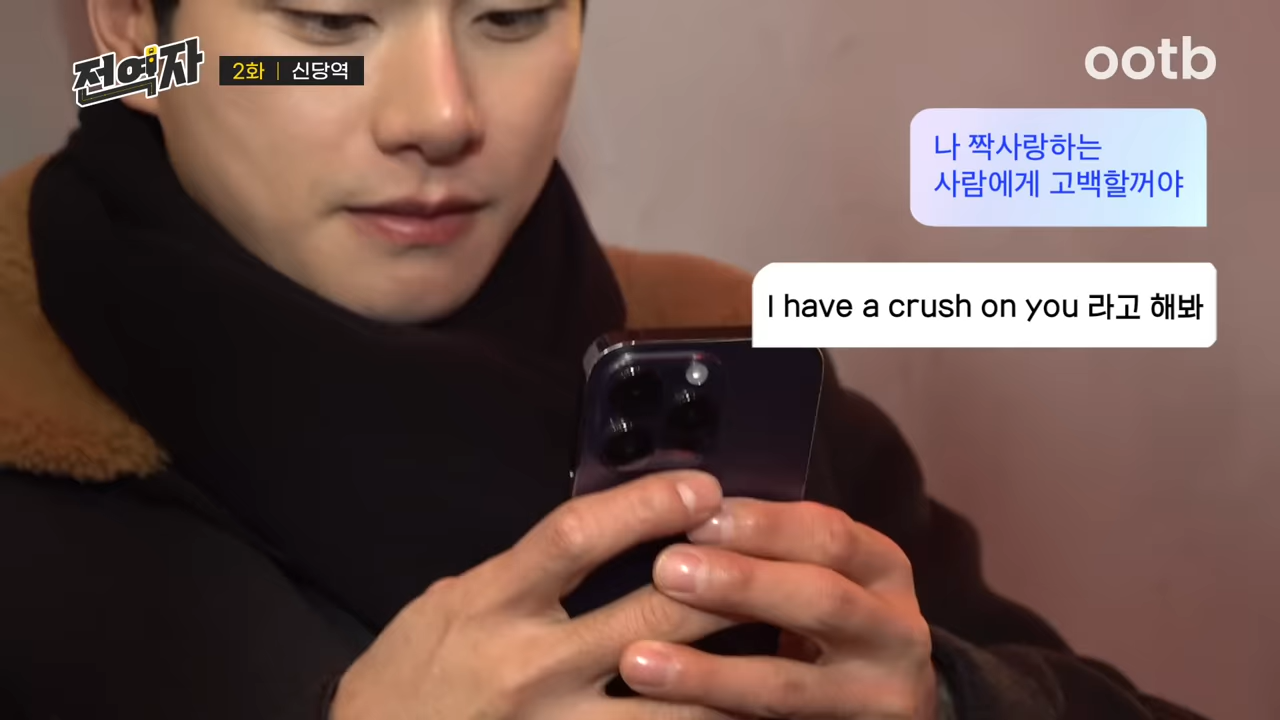 전역자
2화 | 신당역
ootb
나 짝사랑하는
사람에게 고백할꺼야
I have a crush on you 라고 해봐